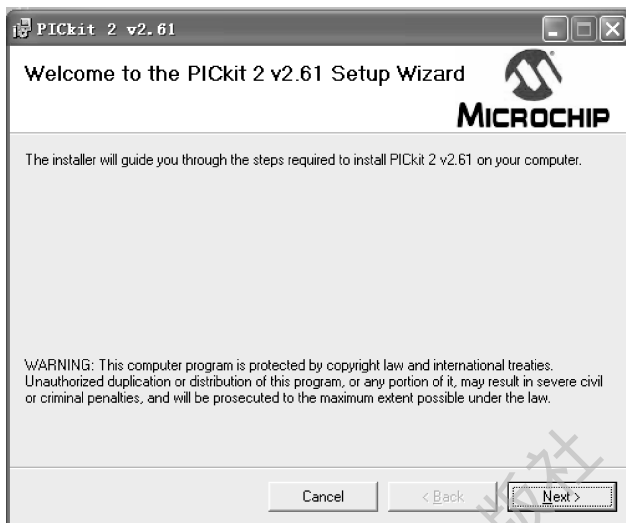 PICkit 2 v2.61
Welcome to the PICkit 2 v2.61 Setup Wizard
MICROCHIP
The installer will guide you through the steps required to install PICkit 2 v2.61 on your computer.
WARNING: This computer program is protected by copyright law and international treaties.
Unauthorized duplication or distribution of this program, or any portion of it, may result in severe civil
or criminal penalties, and will be prosecuted to the maximum extent possible under the law.
Cancel
< Back
Next >
版社